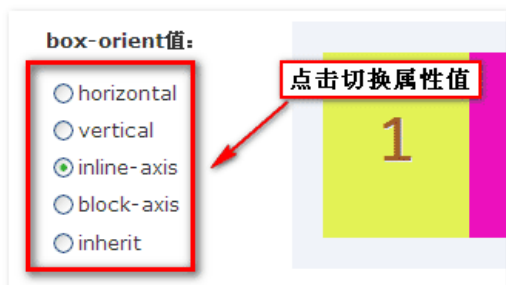 box-orient值：
点击切换属性值
horizontal
1
vertical
inline-axis
block-axis
inherit